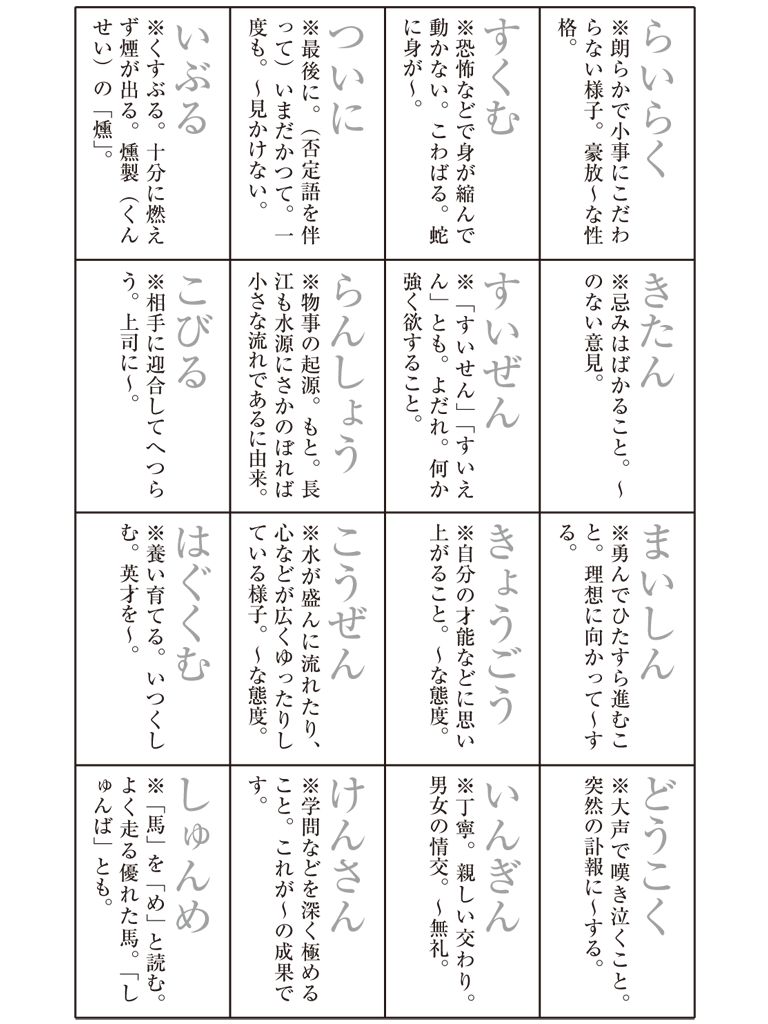 らいらく
※朗らかで小事にこだわ
らない様子。豪放～な性
格。
きたん
※忌みはばかること。～
のない意見。
まいしん
※勇んでひたすら進むこ
と。理想に向かって～す
る。
どうこく
※大声で嘆き泣くこと。
突然の訃報に～する。
すくむ
※恐怖などで身が縮んで
動かない。こわばる。蛇
に身が～。
すいぜん
※「すいせん」「すいえ
ん」とも。よだれ。何か
強く欲すること。
きょうごう
※自分の才能などに思い
上がること。～な態度。
いんぎん
※丁寧。親しい交わり。
男女の情交。～無礼。
ついに
※最後に。（否定語を伴
って）いまだかつて。一
度も。～見かけない。
らんしょう
※物事の起源。もと。長
江も水源にさかのぼれば
小さな流れであるに由来。
こうぜん
※水が盛んに流れたり、
心などが広くゆったりし
ている様子。～な態度。
けんさん
※学問などを深く極める
こと。これが～の成果で
す。
いぶる
※くすぶる。十分に燃え
ず煙が出る。燻製（くん
せい）の「燻」。
こびる
※相手に迎合してへつら
う。上司に～。
はぐくむ
※養い育てる。いつくし
む。英才を～。
しゅんめ
※「馬」を「め」と読む。
よく走る優れた馬。「し
ゅんば」とも。